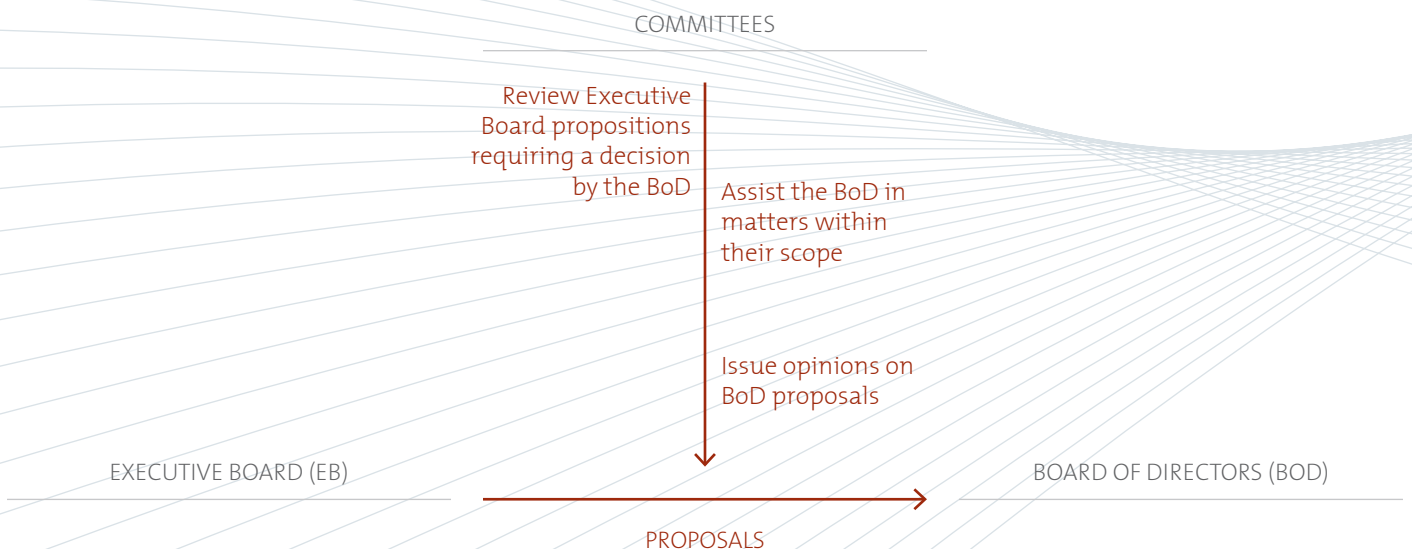 COMMITTEES
Review Executive
Board propositions
requiring a decision
by the BoD
Assist the BoD in
matters within
their scope
Issue opinions on
BoD proposals
EXECUTIVE BOARD (EB)
BOARD OF DIRECTORS (BOD)
PROPOSALS